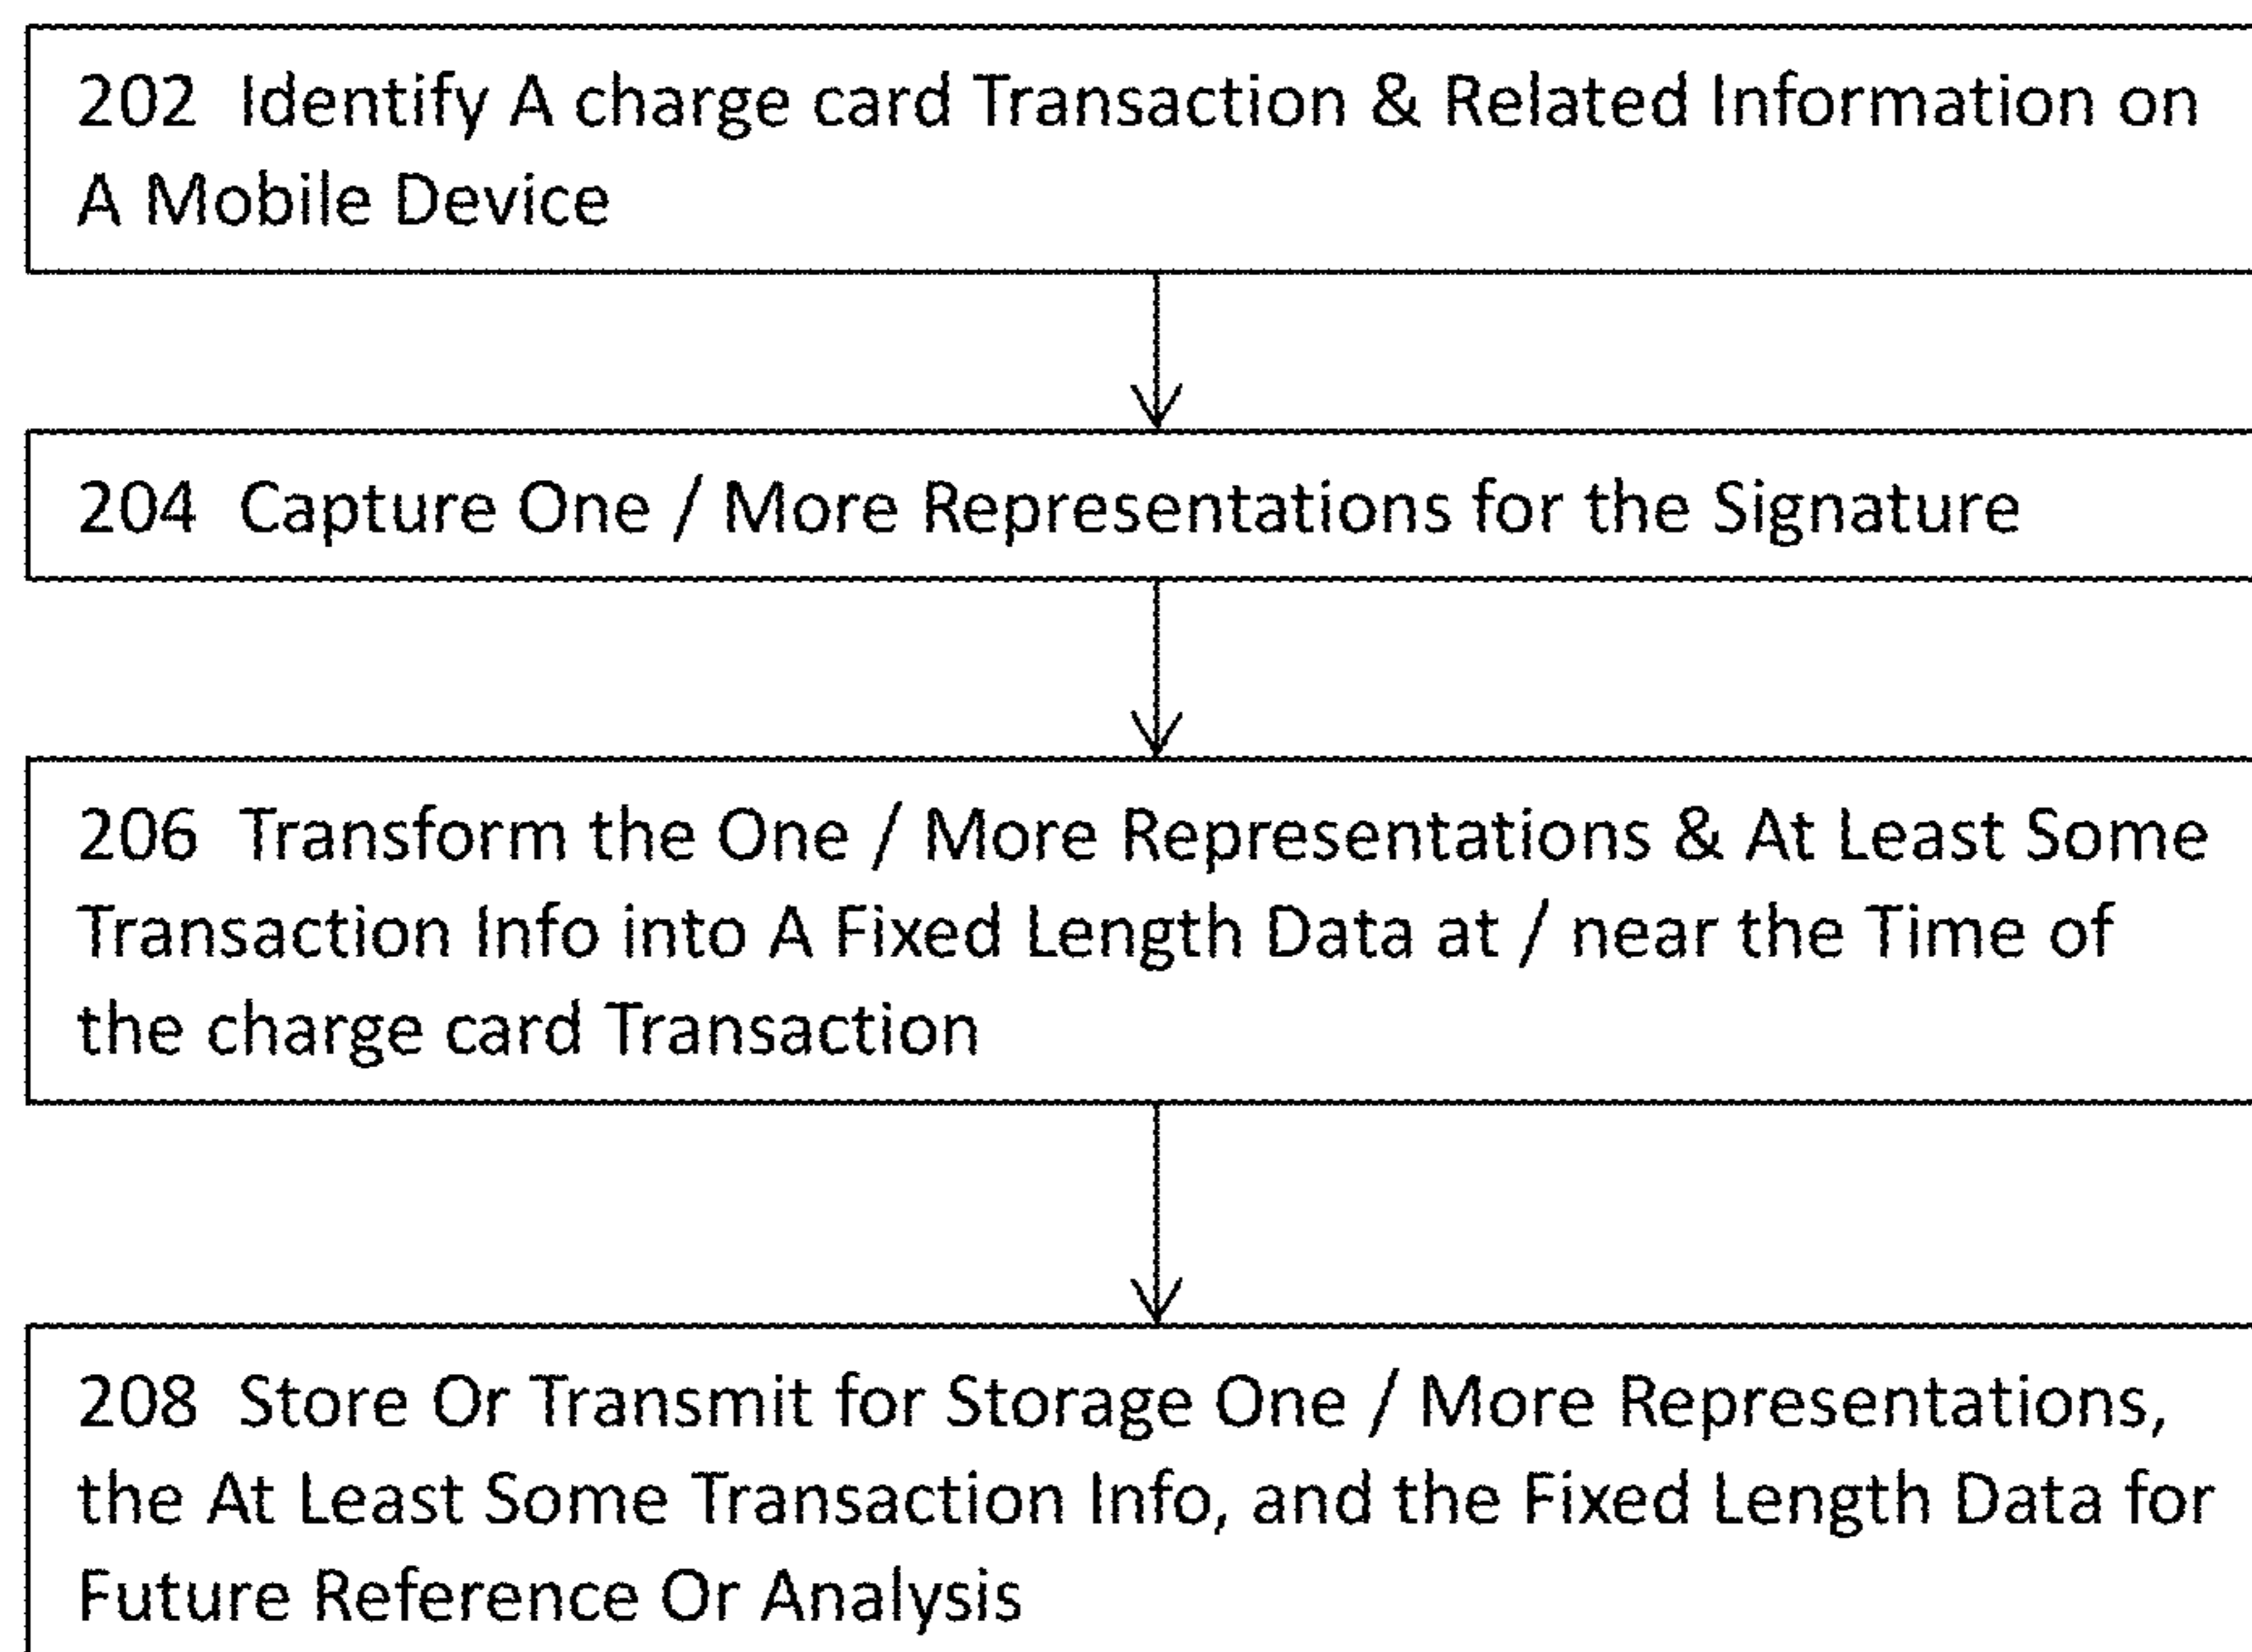 202 Identify A charge card Transaction & Related Information on
A Mobile Device
204 Capture One / More Representations for the Signature
206 Transform the One / More Representations & At Least Some
Transaction Info into A Fixed Length Data at / near the Time of
the charge card Transaction
208 Store Or Transmit for Storage One / More Representations,
the At Least Some Transaction Info, and the Fixed Length Data for
Future Reference Or Analysis